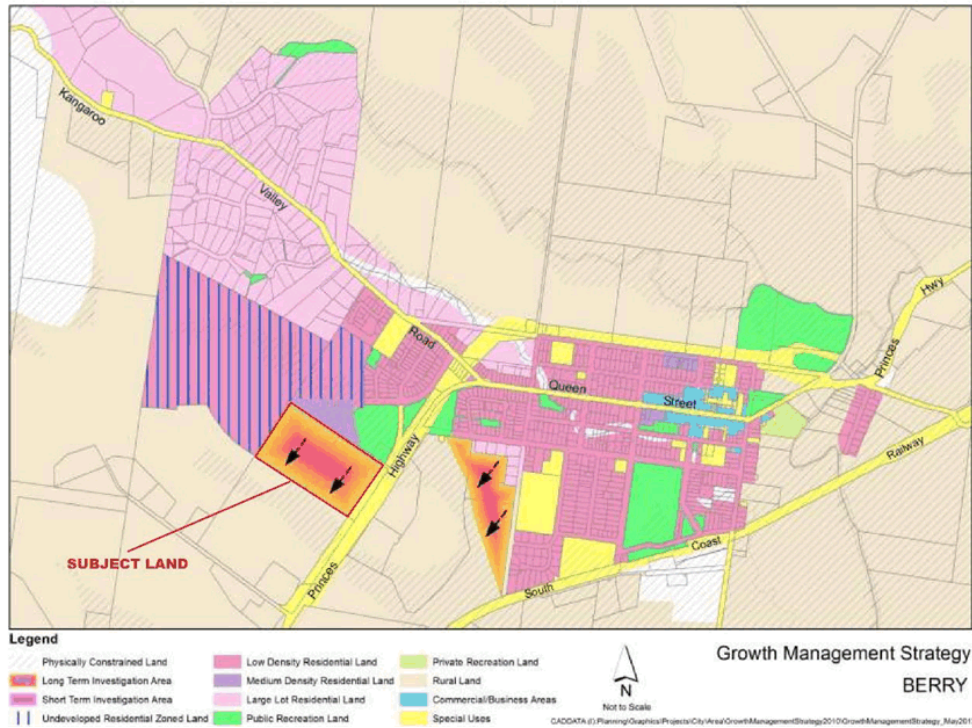 Kangaroo
Valley
Road
Queen
Street
Princes
Hwy
Highway
Princes
South
Coast
Railway
SUBJECT LAND
Legend
Physically Constrained Land
Long Term Investigation Area
Short Term Investigation Area
Undeveloped Residential Zoned Land
Low Density Residential Land
Medium Density Residential Land
Large Lot Residential Land
Public Recreation Land
Private Recreation Land
Rural Land
Commercial/Business Areas
Special Uses
N
Not to Scale
Growth Management Strategy
BERRY